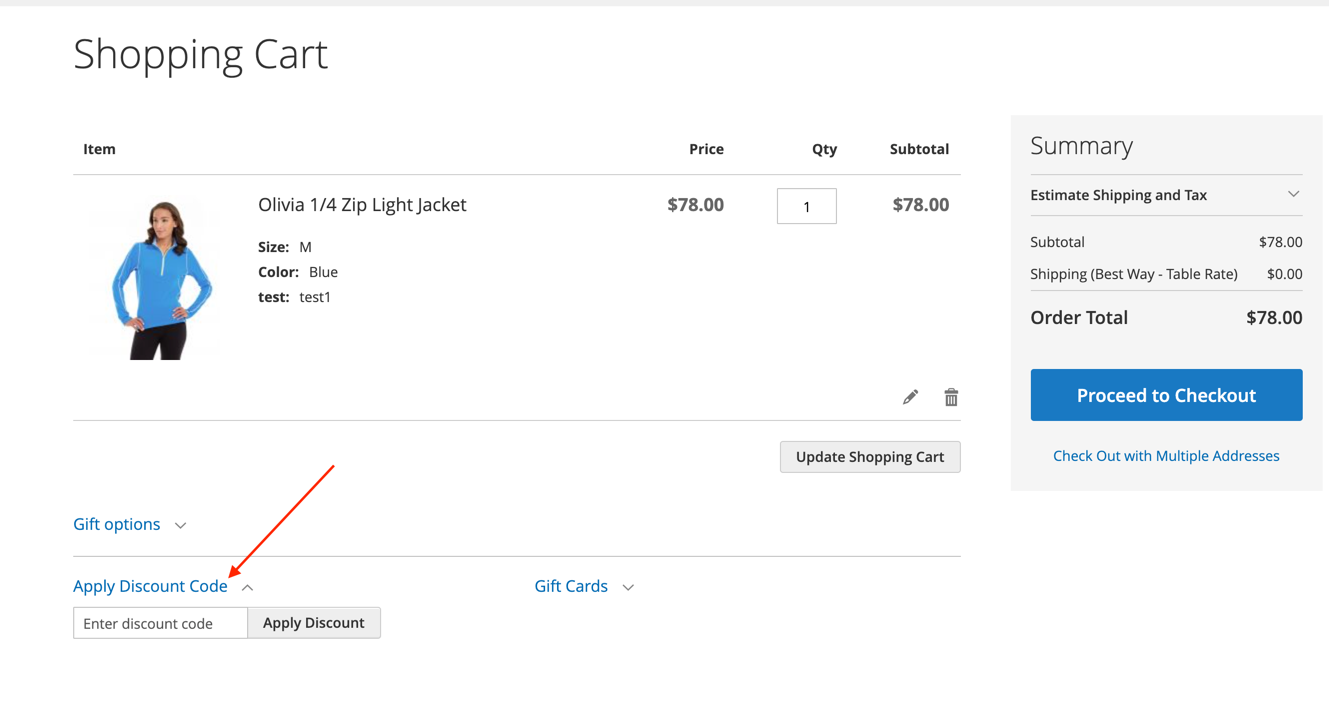 Shopping Cart
Item Price Qty Subtotal
Olivia 1/4 Zip Light Jacket $78.00 1 $78.00
Size: M
Color: Blue
test: test1
Update Shopping Cart
Gift options
Apply Discount Code
Enter discount code Apply Discount
Gift Cards
Summary
Estimate Shipping and Tax
Subtotal $78.00
Shipping (Best Way - Table Rate) $0.00
Order Total $78.00
Proceed to Checkout
Check Out with Multiple Addresses